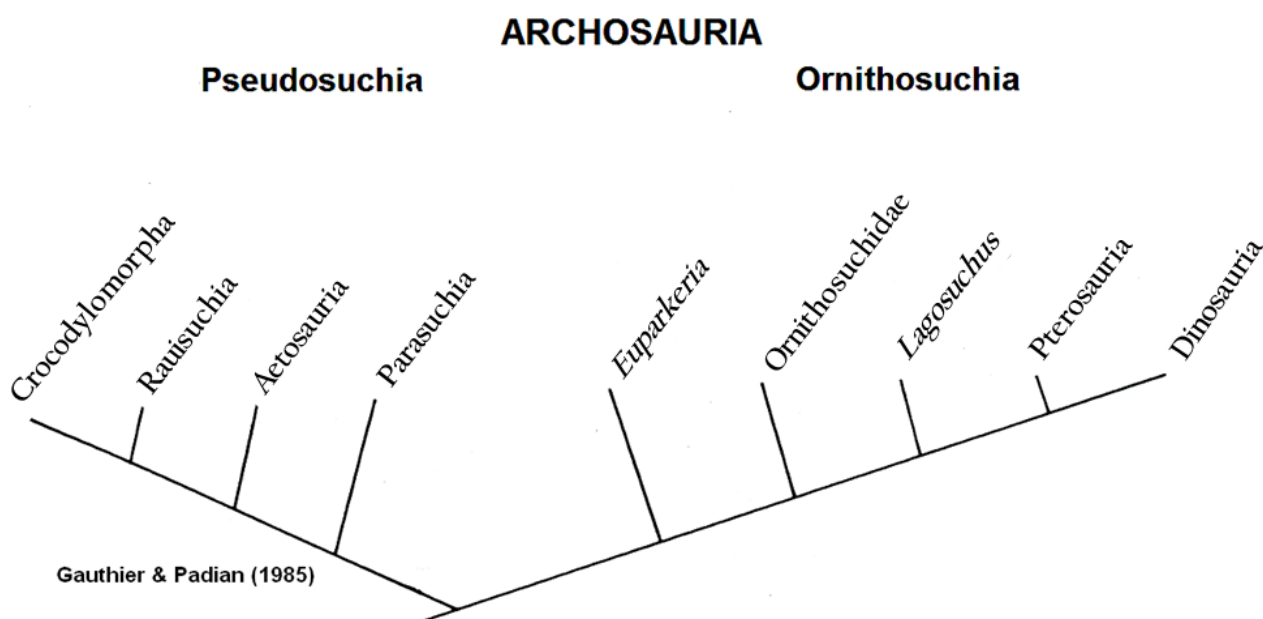 ARCHOSAURIA
Pseudosuchia
Ornithosuchia
Crocodylomorpha
Rauisuchia
Aetosauria
Parasuchia
Euparkeria
Ornithosuchidae
Lagosuchus
Pterosauria
Dinosauria
Gauthier & Padian (1985)